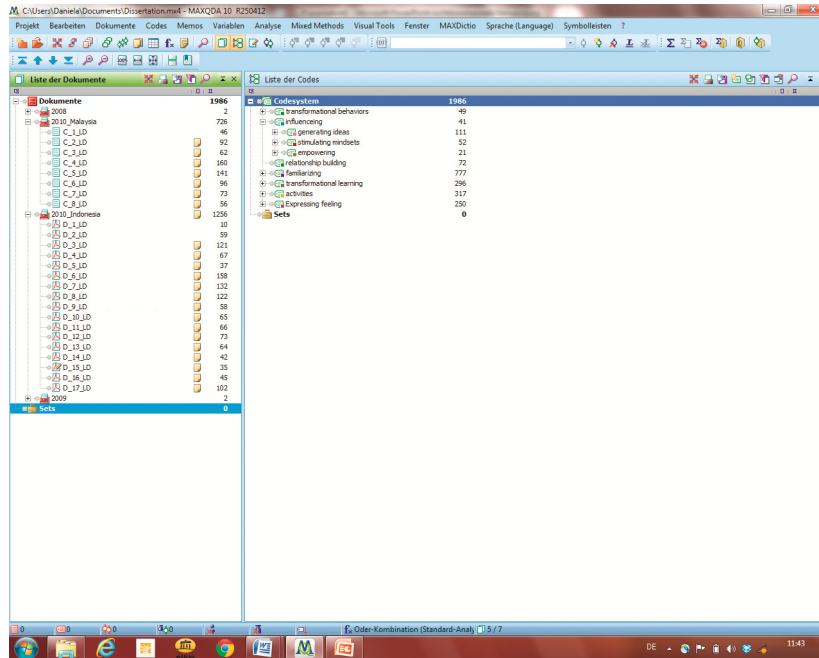 C:\Users\Daniela\Documents\Dissertation.mx4 - MAXQDA 10 R250412
Projekt Bearbeiten Dokumente Codes Memos Variablen Analyse Mixed Methods Visual Tools Fenster MAXDictio Sprache (Language) Symbolleisten ?
Liste der Dokumente
Dokumente 1986
2008 2
2010_Malaysia 726
C_1_LD 46
C_2_LD 92
C_3_LD 62
C_4_LD 160
C_5_LD 141
C_6_LD 96
C_7_LD 73
C_8_LD 56
2010_Indonesia 1256
D_1_LD 10
D_2_LD 59
D_3_LD 121
D_4_LD 67
D_5_LD 37
D_6_LD 158
D_7_LD 132
D_8_LD 122
D_9_LD 58
D_10_LD 65
D_11_LD 66
D_12_LD 73
D_13_LD 64
D_14_LD 42
D_15_LD 35
D_16_LD 45
D_17_LD 102
2009 2
Sets 0
Liste der Codes
Codesystem 1986
transformational behaviors 49
influenceing 41
generating ideas 111
stimulating mindsets 52
empowering 21
relationship building 72
familiarizing 777
transformational learning 296
activities 317
Expressing feeling 250
Sets 0
0 0 0 0 Oder-Kombination (Standard-Analy 5 / 7
DE 11:43